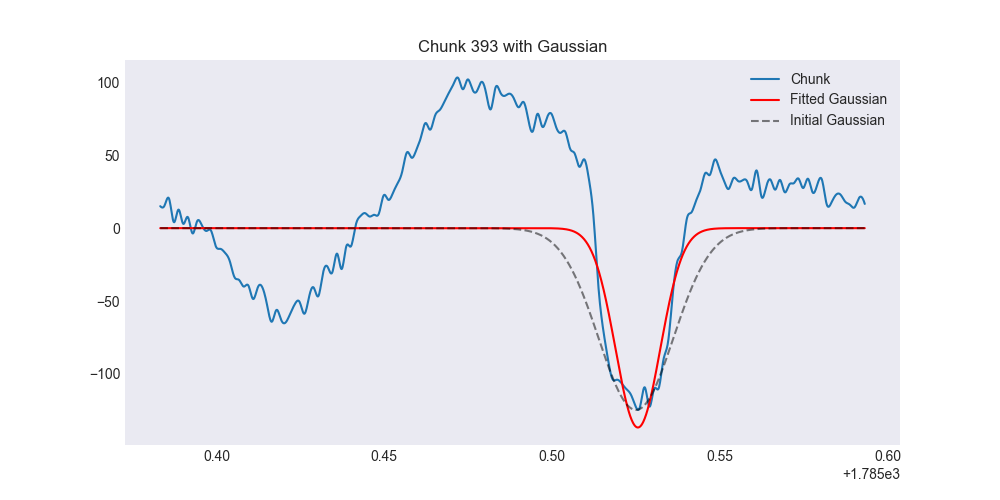 Chunk 393 with Gaussian
Chunk
Fitted Gaussian
Initial Gaussian
100
50
0
−50
−100
0.40
0.45
0.50
0.55
0.60
+1.785e3